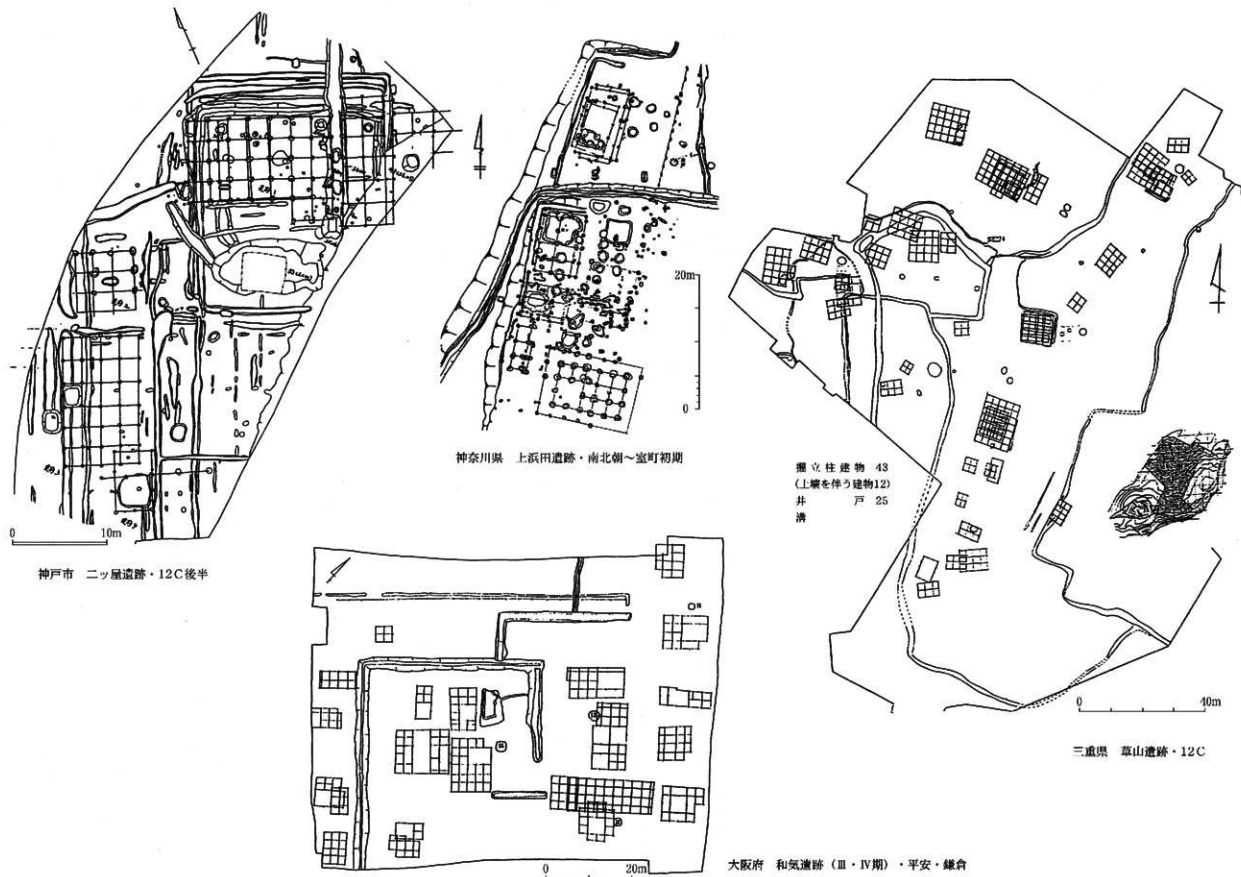 0 10m
神戸市 二ッ屋遺跡・12C後半
20m
0
神奈川県 上浜田遺跡・南北朝～室町初期
掘立柱建物 43
(土壙を伴う建物12)
井戸 25
溝
0 40m
三重県 草山遺跡・12C
0 20m
大阪府 和気遺跡(Ⅲ・Ⅳ期)・平安・鎌倉